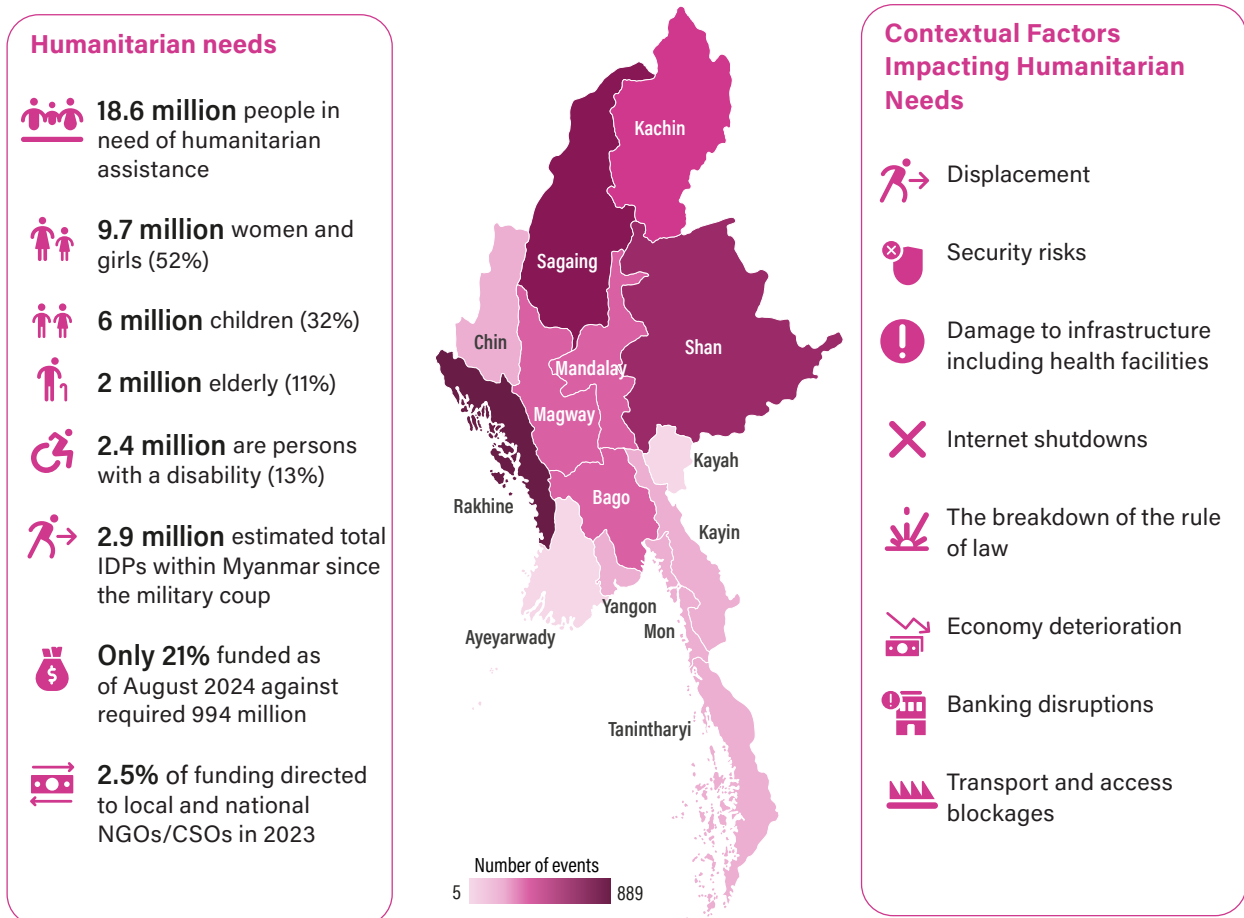 Humanitarian needs
18.6 million people in
need of humanitarian
assistance
9.7 million women and
girls (52%)
6 million children (32%)
2 million elderly (11%)
2.4 million are persons
with a disability (13%)
2.9 million estimated total
IDPs within Myanmar since
the military coup
Only 21% funded as
of August 2024 against
required 994 million
2.5% of funding directed
to local and national
NGOs/CSOs in 2023
Kachin
Sagaing
Chin
Shan
Mandalay
Magway
Kayah
Rakhine
Bago
Kayin
Yangon
Mon
Ayeyarwady
Tanintharyi
Number of events
5
889
Contextual Factors
Impacting Humanitarian
Needs
Displacement
Security risks
Damage to infrastructure
including health facilities
Internet shutdowns
The breakdown of the rule
of law
Economy deterioration
Banking disruptions
Transport and access
blockages